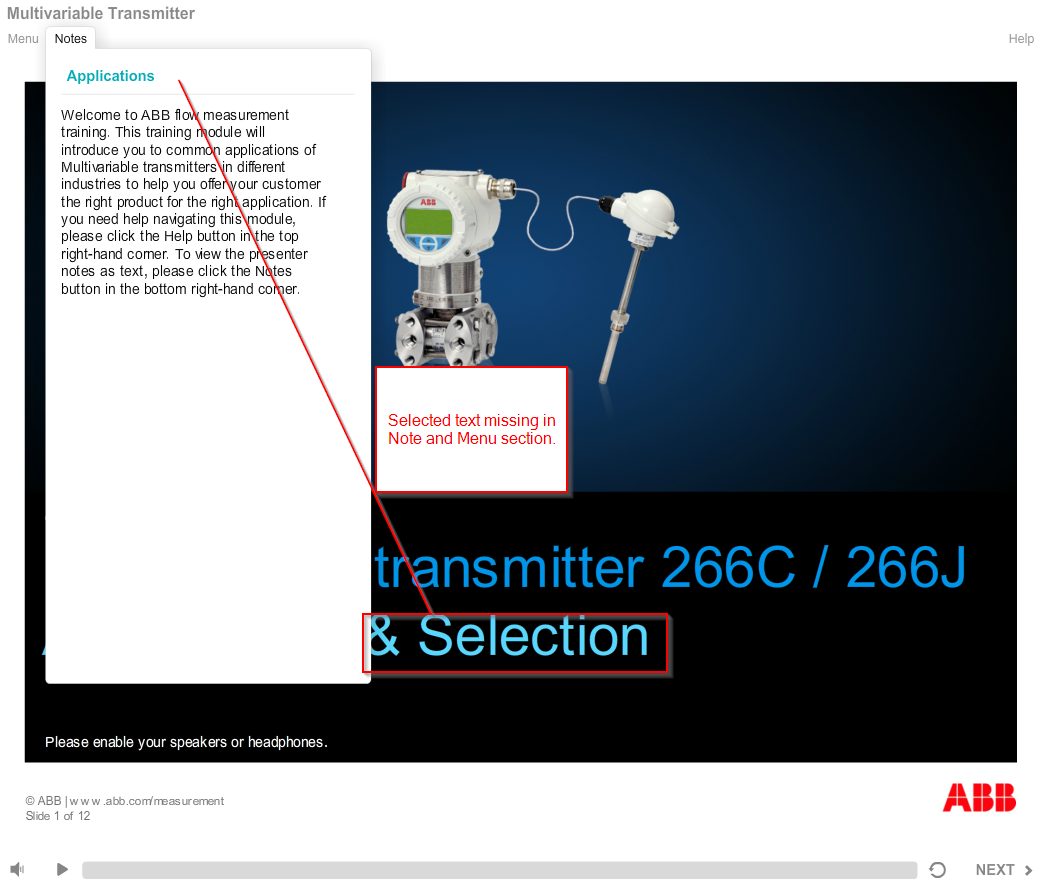 Multivariable Transmitter
Menu
Notes
Help
Applications
Welcome to ABB flow measurement
training. This training module will
introduce you to common applications of
Multivariable transmitters in different
industries to help you offer your customer
the right product for the right application. If
you need help navigating this module,
please click the Help button in the top
right-hand corner. To view the presenter
notes as text, please click the Notes
button in the bottom right-hand corner.
ABB
Selected text missing in
Note and Menu section.
transmitter 266C / 266J
& Selection
Please enable your speakers or headphones.
© ABB | www.abb.com/measurement
Slide 1 of 12
ABB
NEXT